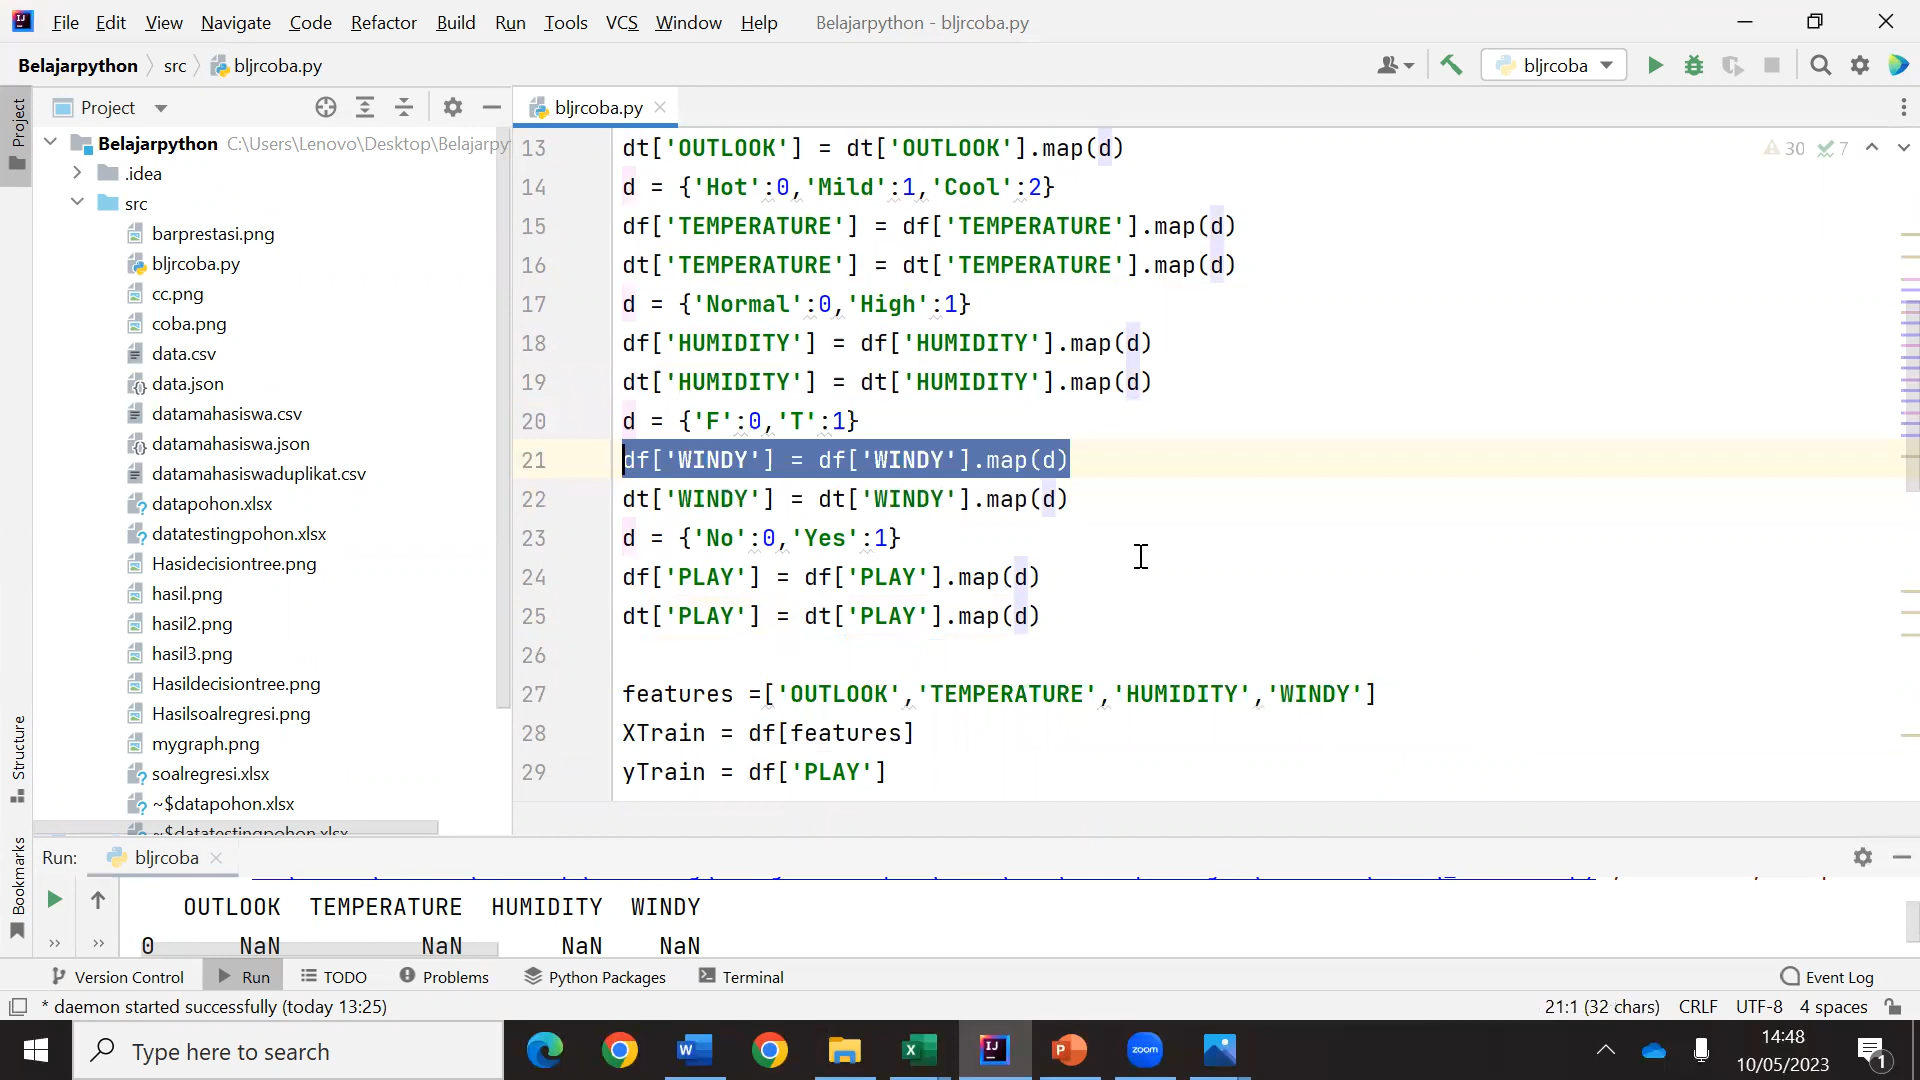 File Edit View Navigate Code Refactor Build Run Tools VCS Window Help Belajarpython - bljrcoba.py
Belajarpython src bljrcoba.py bljrcoba
Project bljrcoba.py
Project
Belajarpython C:\Users\Lenovo\Desktop\Belajarpy
.idea
src
barprestasi.png
bljrcoba.py
cc.png
coba.png
data.csv
data.json
datamahasiswa.csv
datamahasiswa.json
datamahasiswaduplikat.csv
datapohon.xlsx
datatestingpohon.xlsx
Hasidecisiontree.png
hasil.png
hasil2.png
hasil3.png
Hasildecisiontree.png
Hasilsoalregresi.png
mygraph.png
soalregresi.xlsx
~$datapohon.xlsx
~$datatestingpohon.xlsx
Structure
Bookmarks
30 7
13 dt['OUTLOOK'] = dt['OUTLOOK'].map(d)
14 d = {'Hot':0,'Mild':1,'Cool':2}
15 df['TEMPERATURE'] = df['TEMPERATURE'].map(d)
16 dt['TEMPERATURE'] = dt['TEMPERATURE'].map(d)
17 d = {'Normal':0,'High':1}
18 df['HUMIDITY'] = df['HUMIDITY'].map(d)
19 dt['HUMIDITY'] = dt['HUMIDITY'].map(d)
20 d = {'F':0,'T':1}
21 df['WINDY'] = df['WINDY'].map(d)
22 dt['WINDY'] = dt['WINDY'].map(d)
23 d = {'No':0,'Yes':1}
24 df['PLAY'] = df['PLAY'].map(d)
25 dt['PLAY'] = dt['PLAY'].map(d)
26
27 features =['OUTLOOK','TEMPERATURE','HUMIDITY','WINDY']
28 XTrain = df[features]
29 yTrain = df['PLAY']
Run: bljrcoba
OUTLOOK TEMPERATURE HUMIDITY WINDY
0 NaN NaN NaN NaN
Version Control Run TODO Problems Python Packages Terminal Event Log
* daemon started successfully (today 13:25) 21:1 (32 chars) CRLF UTF-8 4 spaces
Type here to search
zoom
14:48
10/05/2023
1